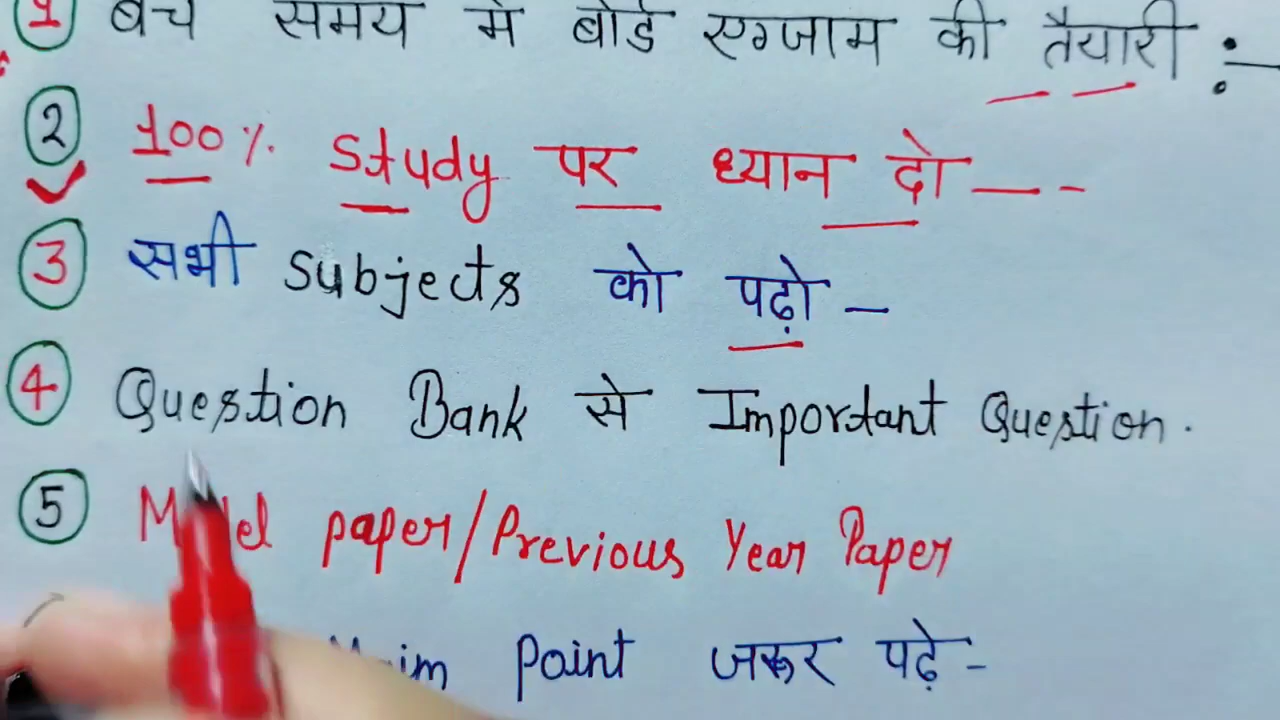 ① बचे समय मे बोर्ड एग्जाम की तैयारी :-
② 100% Study पर ध्यान दो - - -
③ सभी Subjects को पढ़ो -
④ Question Bank से Important Question.
⑤ Model paper/Previous Year Paper
Point जरूर पढ़े -